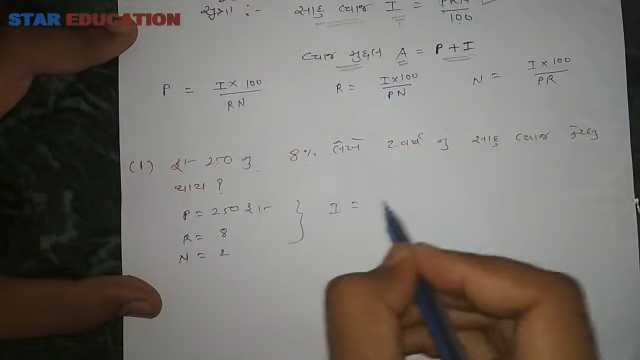 STAR EDUCATION
સુત્રો :- સાદુ વ્યાજ I = PRN / 100
વ્યાજ મુદ્દલ A = P + I
P = I × 100 / RN R = I × 100 / PN N = I × 100 / PR
(1) રૂા- 250 નુ 8% લેખે 2 વર્ષ નુ સાદુ વ્યાજ કેટલુ
થાય ?
P = 250 રૂા-
R = 8
N = 2
I =